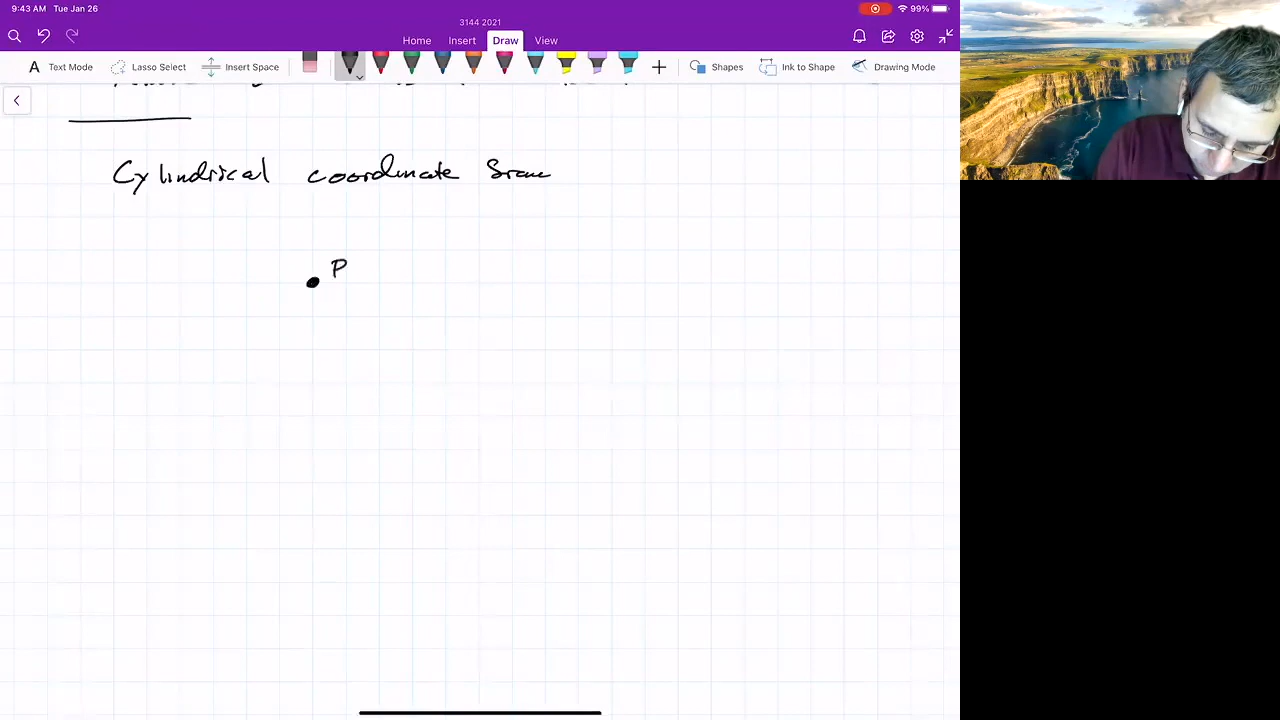 9:43 AM Tue Jan 26
99%
3144 2021
Home Insert Draw View
Text Mode Lasso Select Insert Space Shapes Ink to Shape Drawing Mode
Cylindrical coordinate
P